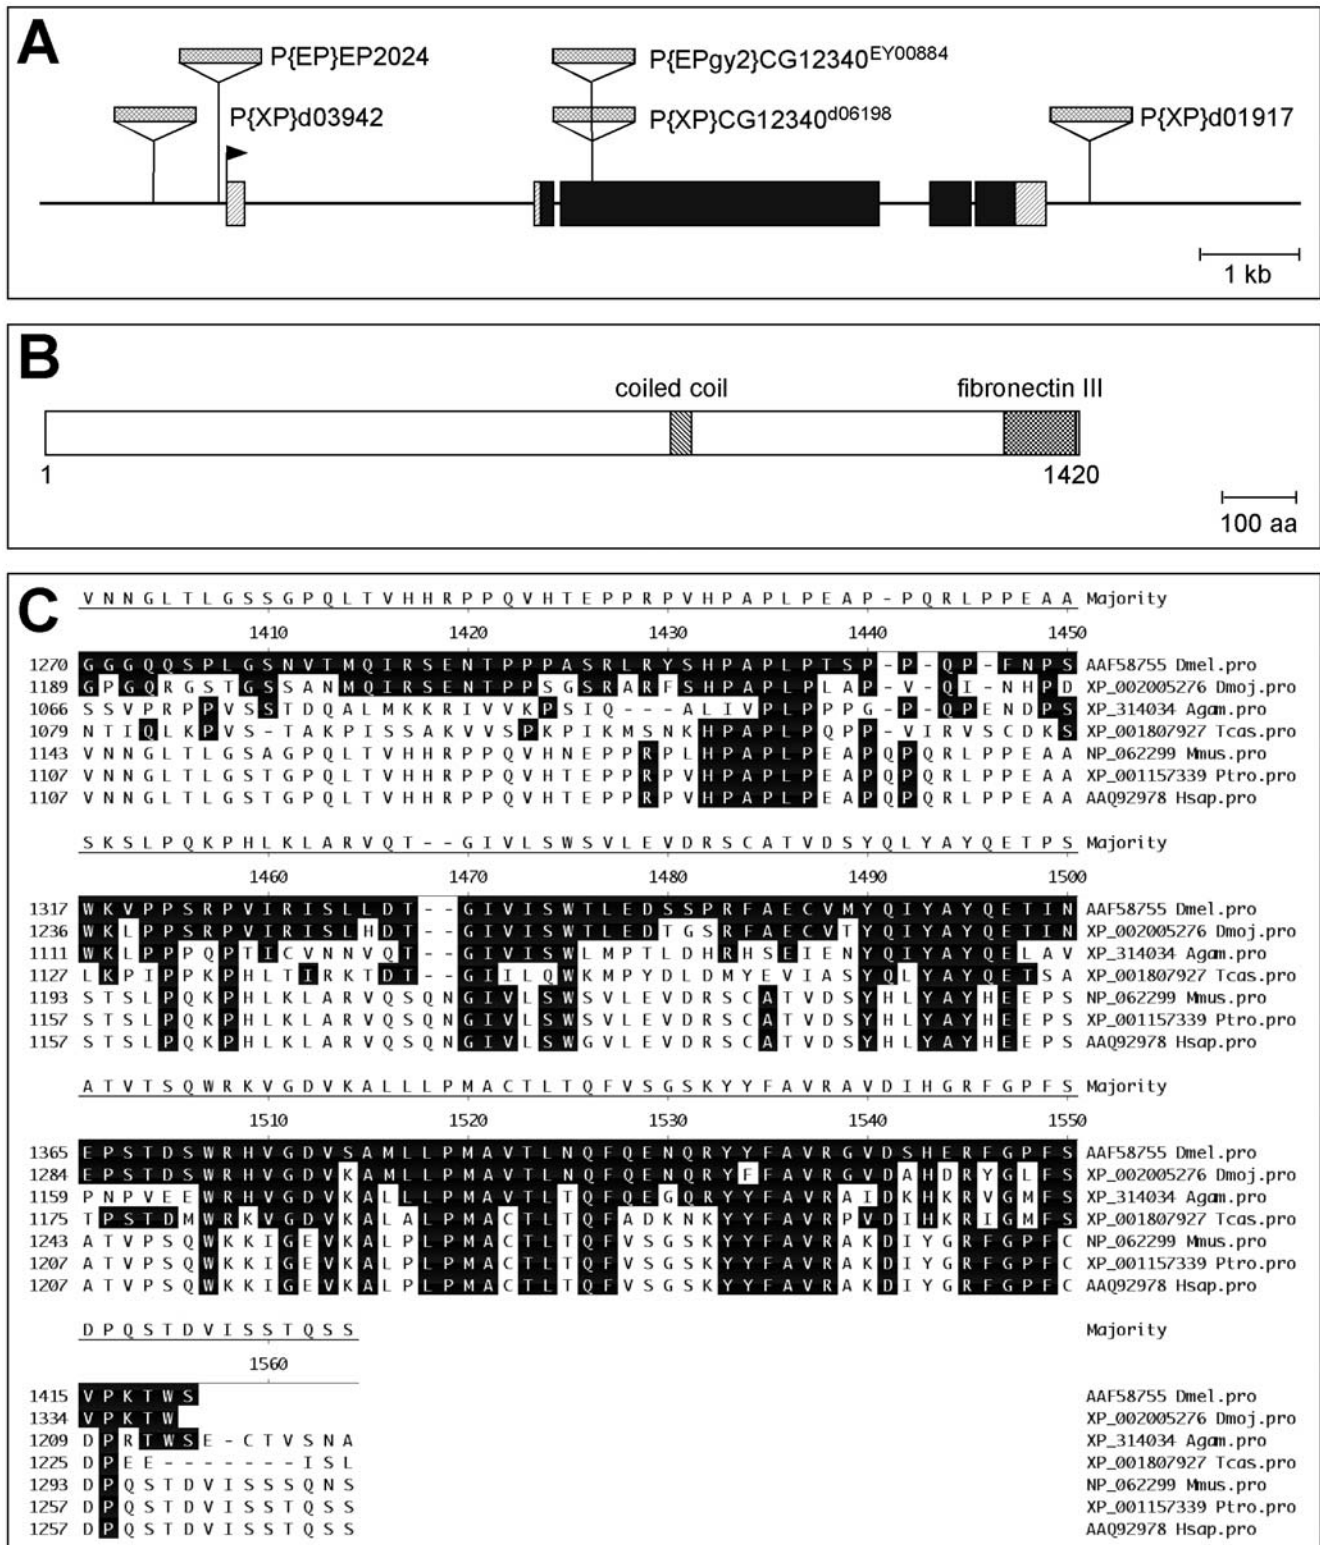 A
P{EP}EP2024
P{EPgy2}CG12340EY00884
P{XP}d03942
P{XP}CG12340d06198
P{XP}d01917
1 kb
B
coiled coil
fibronectin III
1
1420
100 aa
C
V N N G L T L G S S G P Q L T V H H R P P Q V H T E P P R P V H P A P L P E A P - P Q R L P P E A A Majority
1410 1420 1430 1440 1450
1270 G G G Q Q S P L G S N V T M Q I R S E N T P P P A S R L R Y S H P A P L P T S P - P - Q P - F N P S AAF58755 Dmel.pro
1189 G P G Q R G S T G S S A N M Q I R S E N T P P S G S R A R F S H P A P L P L A P - V - Q I - N H P D XP_002005276 Dmoj.pro
1066 S S V P R P P V S S T D Q A L M K K R I V V K P S I Q - - - A L I V P L P P P G - P - Q P E N D P S XP_314034 Agam.pro
1079 N T I Q L K P V S - T A K P I S S A K V V S P K P I K M S N K H P A P L P Q P P - V I R V S C D K S XP_001807927 Tcas.pro
1143 V N N G L T L G S A G P Q L T V H H R P P Q V H N E P P R P L H P A P L P E A P Q P Q R L P P E A A NP_062299 Mmus.pro
1107 V N N G L T L G S T G P Q L T V H H R P P Q V H T E P P R P V H P A P L P E A P Q P Q R L P P E A A XP_001157339 Ptro.pro
1107 V N N G L T L G S T G P Q L T V H H R P P Q V H T E P P R P V H P A P L P E A P Q P Q R L P P E A A AAQ92978 Hsap.pro
S K S L P Q K P H L K L A R V Q T - - G I V L S W S V L E V D R S C A T V D S Y Q L Y A Y Q E T P S Majority
1460 1470 1480 1490 1500
1317 W K V P P S R P V I R I S L L D T - - G I V I S W T L E D S S P R F A E C V M Y Q I Y A Y Q E T I N AAF58755 Dmel.pro
1236 W K L P P S R P V I R I S L H D T - - G I V I S W T L E D T G S R F A E C V T Y Q I Y A Y Q E T I N XP_002005276 Dmoj.pro
1111 W K L P P P Q P T I C V N N V Q T - - G I V I S W L M P T L D H R H S E I E N Y Q I Y A Y Q E L A V XP_314034 Agam.pro
1127 L K P I P P K P H L T I R K T D T - - G I I L Q W K M P Y D L D M Y E V I A S Y Q L Y A Y Q E T S A XP_001807927 Tcas.pro
1193 S T S L P Q K P H L K L A R V Q S Q N G I V L S W S V L E V D R S C A T V D S Y H L Y A Y H E E P S NP_062299 Mmus.pro
1157 S T S L P Q K P H L K L A R V Q S Q N G I V L S W S V L E V D R S C A T V D S Y H L Y A Y H E E P S XP_001157339 Ptro.pro
1157 S T S L P Q K P H L K L A R V Q S Q N G I V L S W G V L E V D R S C A T V D S Y H L Y A Y H E E P S AAQ92978 Hsap.pro
A T V T S Q W R K V G D V K A L L L P M A C T L T Q F V S G S K Y Y F A V R A V D I H G R F G P F S Majority
1510 1520 1530 1540 1550
1365 E P S T D S W R H V G D V S A M L L P M A V T L N Q F Q E N Q R Y Y F A V R G V D S H E R F G P F S AAF58755 Dmel.pro
1284 E P S T D S W R H V G D V K A M L L P M A V T L N Q F Q E N Q R Y F F A V R G V D A H D R Y G L F S XP_002005276 Dmoj.pro
1159 P N P V E E W R H V G D V K A L L L P M A V T L T Q F Q E G Q R Y Y F A V R A I D K H K R V G M F S XP_314034 Agam.pro
1175 T P S T D M W R K V G D V K A L A L P M A C T L T Q F A D K N K Y Y F A V R P V D I H K R I G M F S XP_001807927 Tcas.pro
1243 A T V P S Q W K K I G E V K A L P L P M A C T L T Q F V S G S K Y Y F A V R A K D I Y G R F G P F C NP_062299 Mmus.pro
1207 A T V P S Q W K K I G E V K A L P L P M A C T L T Q F V S G S K Y Y F A V R A K D I Y G R F G P F C XP_001157339 Ptro.pro
1207 A T V P S Q W K K I G E V K A L P L P M A C T L T Q F V S G S K Y Y F A V R A K D I Y G R F G P F C AAQ92978 Hsap.pro
D P Q S T D V I S S T Q S S Majority
1560
1415 V P K T W S AAF58755 Dmel.pro
1334 V P K T W XP_002005276 Dmoj.pro
1209 D P R T W S E - C T V S N A XP_314034 Agam.pro
1225 D P E E - - - - - - - I S L XP_001807927 Tcas.pro
1293 D P Q S T D V I S S S Q N S NP_062299 Mmus.pro
1257 D P Q S T D V I S S T Q S S XP_001157339 Ptro.pro
1257 D P Q S T D V I S S T Q S S AAQ92978 Hsap.pro